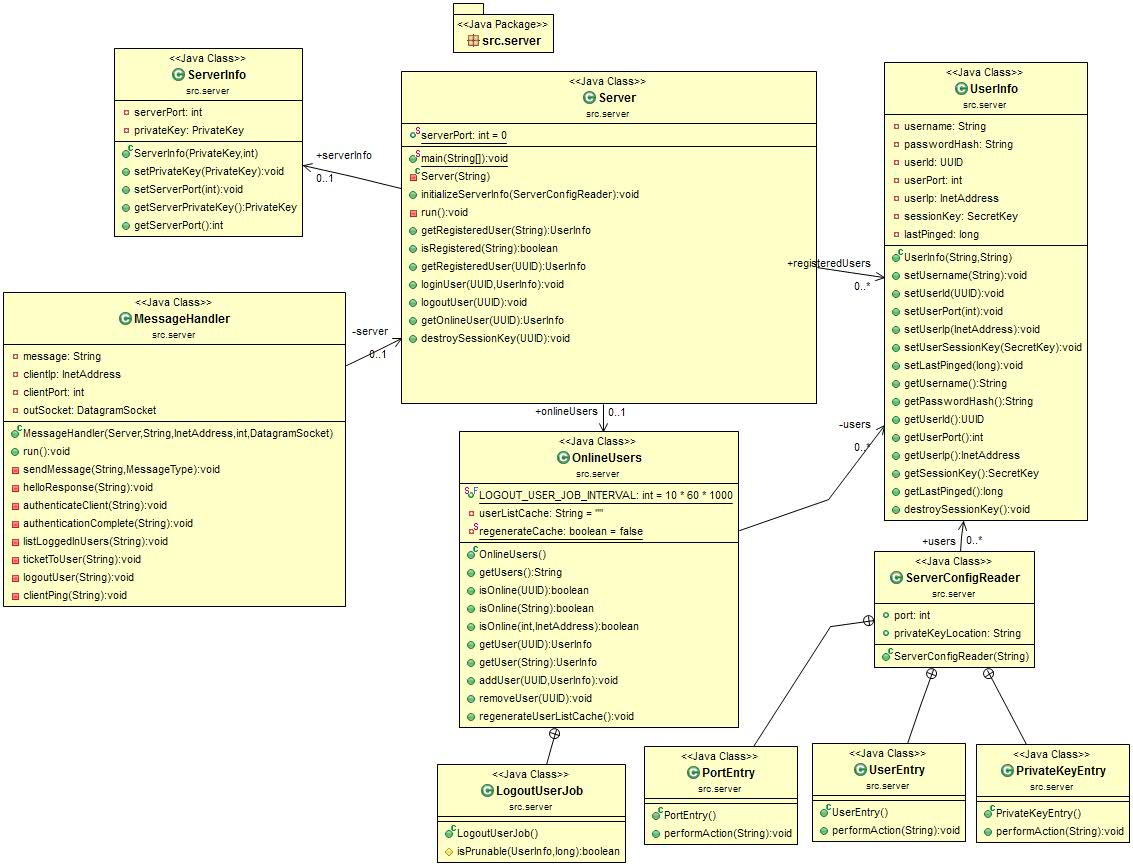 <<Java Package>>
src.server
<<Java Class>>
ServerInfo
src.server
serverPort: int
privateKey: PrivateKey
ServerInfo(PrivateKey,int)
setPrivateKey(PrivateKey):void
setServerPort(int):void
getServerPrivateKey():PrivateKey
getServerPort():int
+serverInfo
0..1
<<Java Class>>
Server
src.server
serverPort: int = 0
main(String[]):void
Server(String)
initializeServerInfo(ServerConfigReader):void
run():void
getRegisteredUser(String):UserInfo
isRegistered(String):boolean
getRegisteredUser(UUID):UserInfo
loginUser(UUID,UserInfo):void
logoutUser(UUID):void
getOnlineUser(UUID):UserInfo
destroySessionKey(UUID):void
+registeredUsers
0..*
<<Java Class>>
UserInfo
src.server
username: String
passwordHash: String
userId: UUID
userPort: int
userIp: InetAddress
sessionKey: SecretKey
lastPinged: long
UserInfo(String,String)
setUsername(String):void
setUserId(UUID):void
setUserPort(int):void
setUserIp(InetAddress):void
setUserSessionKey(SecretKey):void
setLastPinged(long):void
getUsername():String
getPasswordHash():String
getUserId():UUID
getUserPort():int
getUserIp():InetAddress
getSessionKey():SecretKey
getLastPinged():long
destroySessionKey():void
<<Java Class>>
MessageHandler
src.server
message: String
clientIp: InetAddress
clientPort: int
outSocket: DatagramSocket
MessageHandler(Server,String,InetAddress,int,DatagramSocket)
run():void
sendMessage(String,MessageType):void
helloResponse(String):void
authenticateClient(String):void
authenticationComplete(String):void
listLoggedInUsers(String):void
ticketToUser(String):void
logoutUser(String):void
clientPing(String):void
-server
0..1
+onlineUsers
0..1
<<Java Class>>
OnlineUsers
src.server
LOGOUT_USER_JOB_INTERVAL: int = 10 * 60 * 1000
userListCache: String = ""
regenerateCache: boolean = false
OnlineUsers()
getUsers():String
isOnline(UUID):boolean
isOnline(String):boolean
isOnline(int,InetAddress):boolean
getUser(UUID):UserInfo
getUser(String):UserInfo
addUser(UUID,UserInfo):void
removeUser(UUID):void
regenerateUserListCache():void
-users
0..*
+users
0..*
<<Java Class>>
ServerConfigReader
src.server
port: int
privateKeyLocation: String
ServerConfigReader(String)
<<Java Class>>
LogoutUserJob
src.server
LogoutUserJob()
isPrunable(UserInfo,long):boolean
<<Java Class>>
PortEntry
src.server
PortEntry()
performAction(String):void
<<Java Class>>
UserEntry
src.server
UserEntry()
performAction(String):void
<<Java Class>>
PrivateKeyEntry
src.server
PrivateKeyEntry()
performAction(String):void